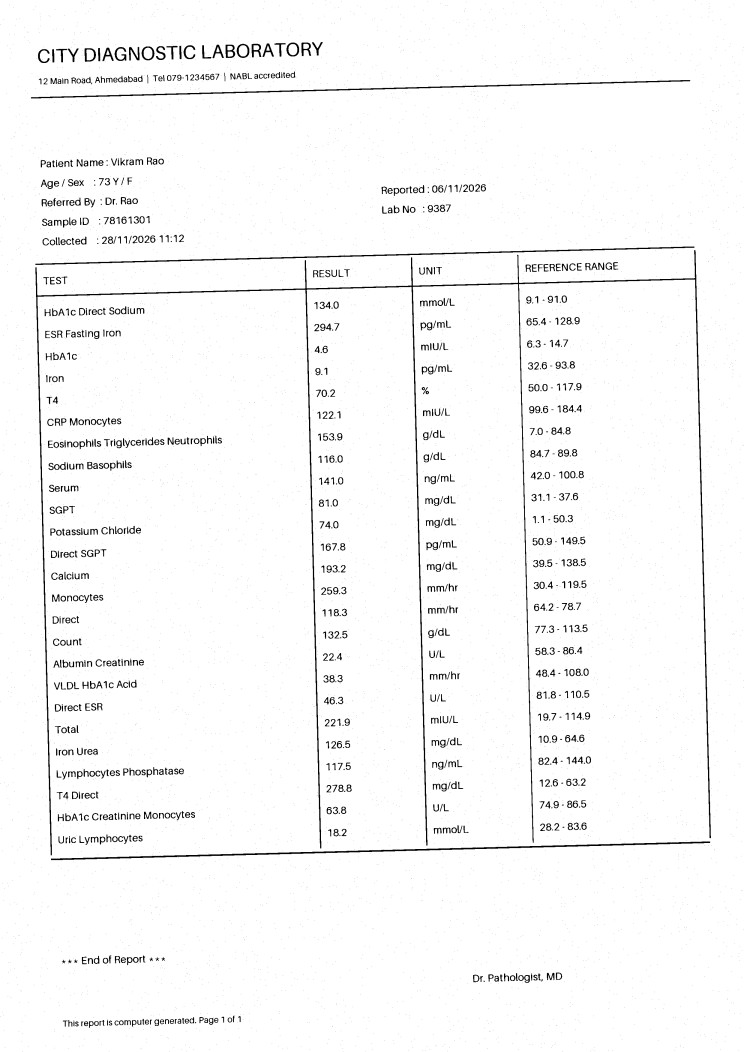 CITY DIAGNOSTIC LABORATORY
12 Main Road, Ahmedabad | Tel 079-1234567 | NABL accredited
Patient Name : Vikram Rao
Age / Sex : 73 Y / F
Reported : 06/11/2026
Referred By : Dr. Rao
Lab No : 9387
Sample ID : 78161301
Collected : 28/11/2026 11:12
TEST RESULT UNIT REFERENCE RANGE
HbA1c Direct Sodium 134.0 mmol/L 9.1 - 91.0
ESR Fasting Iron 294.7 pg/mL 65.4 - 128.9
HbA1c 4.6 mIU/L 6.3 - 14.7
Iron 9.1 pg/mL 32.6 - 93.8
T4 70.2 % 50.0 - 117.9
CRP Monocytes 122.1 mIU/L 99.6 - 184.4
Eosinophils Triglycerides Neutrophils 153.9 g/dL 7.0 - 84.8
Sodium Basophils 116.0 g/dL 84.7 - 89.8
Serum 141.0 ng/mL 42.0 - 100.8
SGPT 81.0 mg/dL 31.1 - 37.6
Potassium Chloride 74.0 mg/dL 1.1 - 50.3
Direct SGPT 167.8 pg/mL 50.9 - 149.5
Calcium 193.2 mg/dL 39.5 - 138.5
Monocytes 259.3 mm/hr 30.4 - 119.5
Direct 118.3 mm/hr 64.2 - 78.7
Count 132.5 g/dL 77.3 - 113.5
Albumin Creatinine 22.4 U/L 58.3 - 86.4
VLDL HbA1c Acid 38.3 mm/hr 48.4 - 108.0
Direct ESR 46.3 U/L 81.8 - 110.5
Total 221.9 mIU/L 19.7 - 114.9
Iron Urea 126.5 mg/dL 10.9 - 64.6
Lymphocytes Phosphatase 117.5 ng/mL 82.4 - 144.0
T4 Direct 278.8 mg/dL 12.6 - 63.2
HbA1c Creatinine Monocytes 63.8 U/L 74.9 - 86.5
Uric Lymphocytes 18.2 mmol/L 28.2 - 83.6
*** End of Report ***
Dr. Pathologist, MD
This report is computer generated. Page 1 of 1